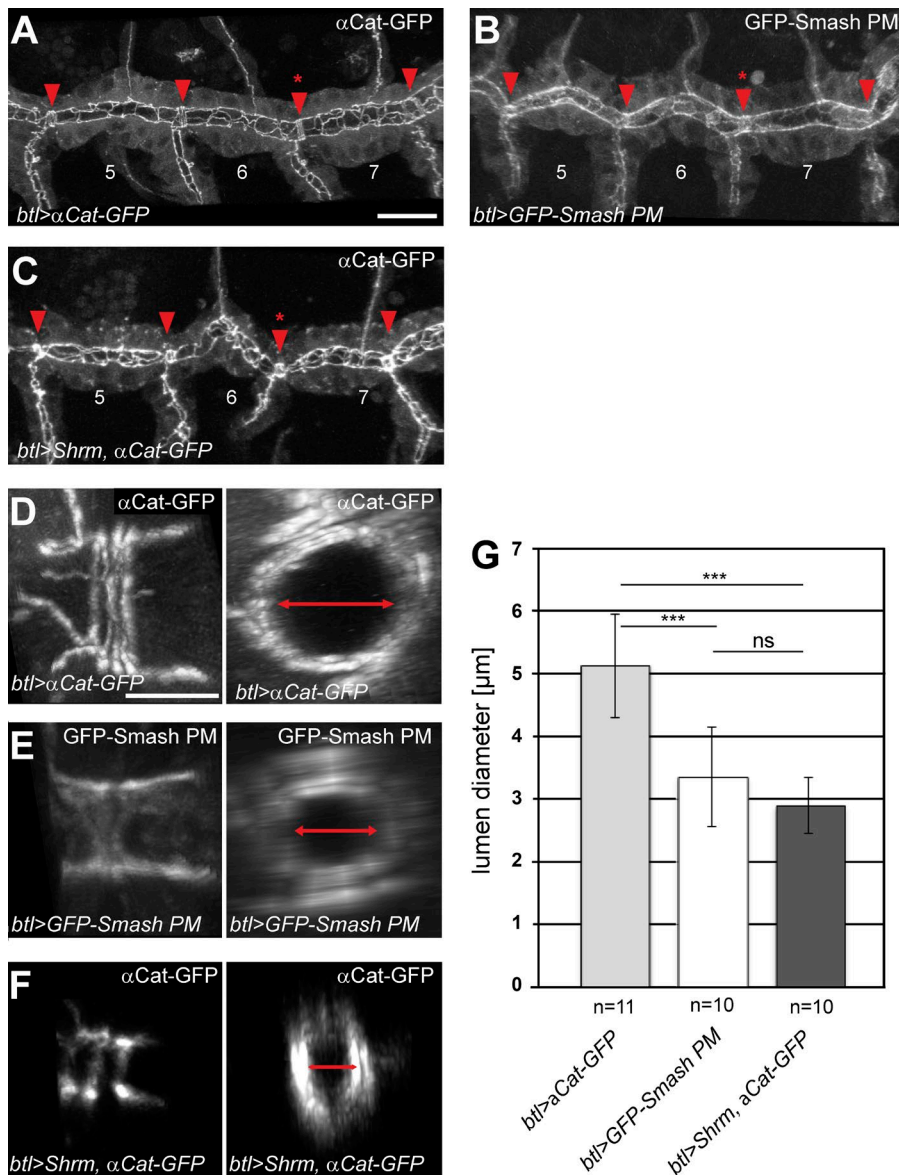 A
αCat-GFP
*
5
6
7
btl>αCat-GFP
B
GFP-Smash PM
*
5
6
7
btl>GFP-Smash PM
C
αCat-GFP
*
5
6
7
btl>Shrm, αCat-GFP
D
αCat-GFP
btl>αCat-GFP
αCat-GFP
btl>αCat-GFP
E
GFP-Smash PM
btl>GFP-Smash PM
GFP-Smash PM
btl>GFP-Smash PM
F
αCat-GFP
btl>Shrm, αCat-GFP
αCat-GFP
btl>Shrm, αCat-GFP
G
lumen diameter [µm]
7
6
5
4
3
2
1
0
***
***
ns
n=11
n=10
n=10
btl>aCat-GFP
btl>GFP-Smash PM
btl>Shrm, aCat-GFP